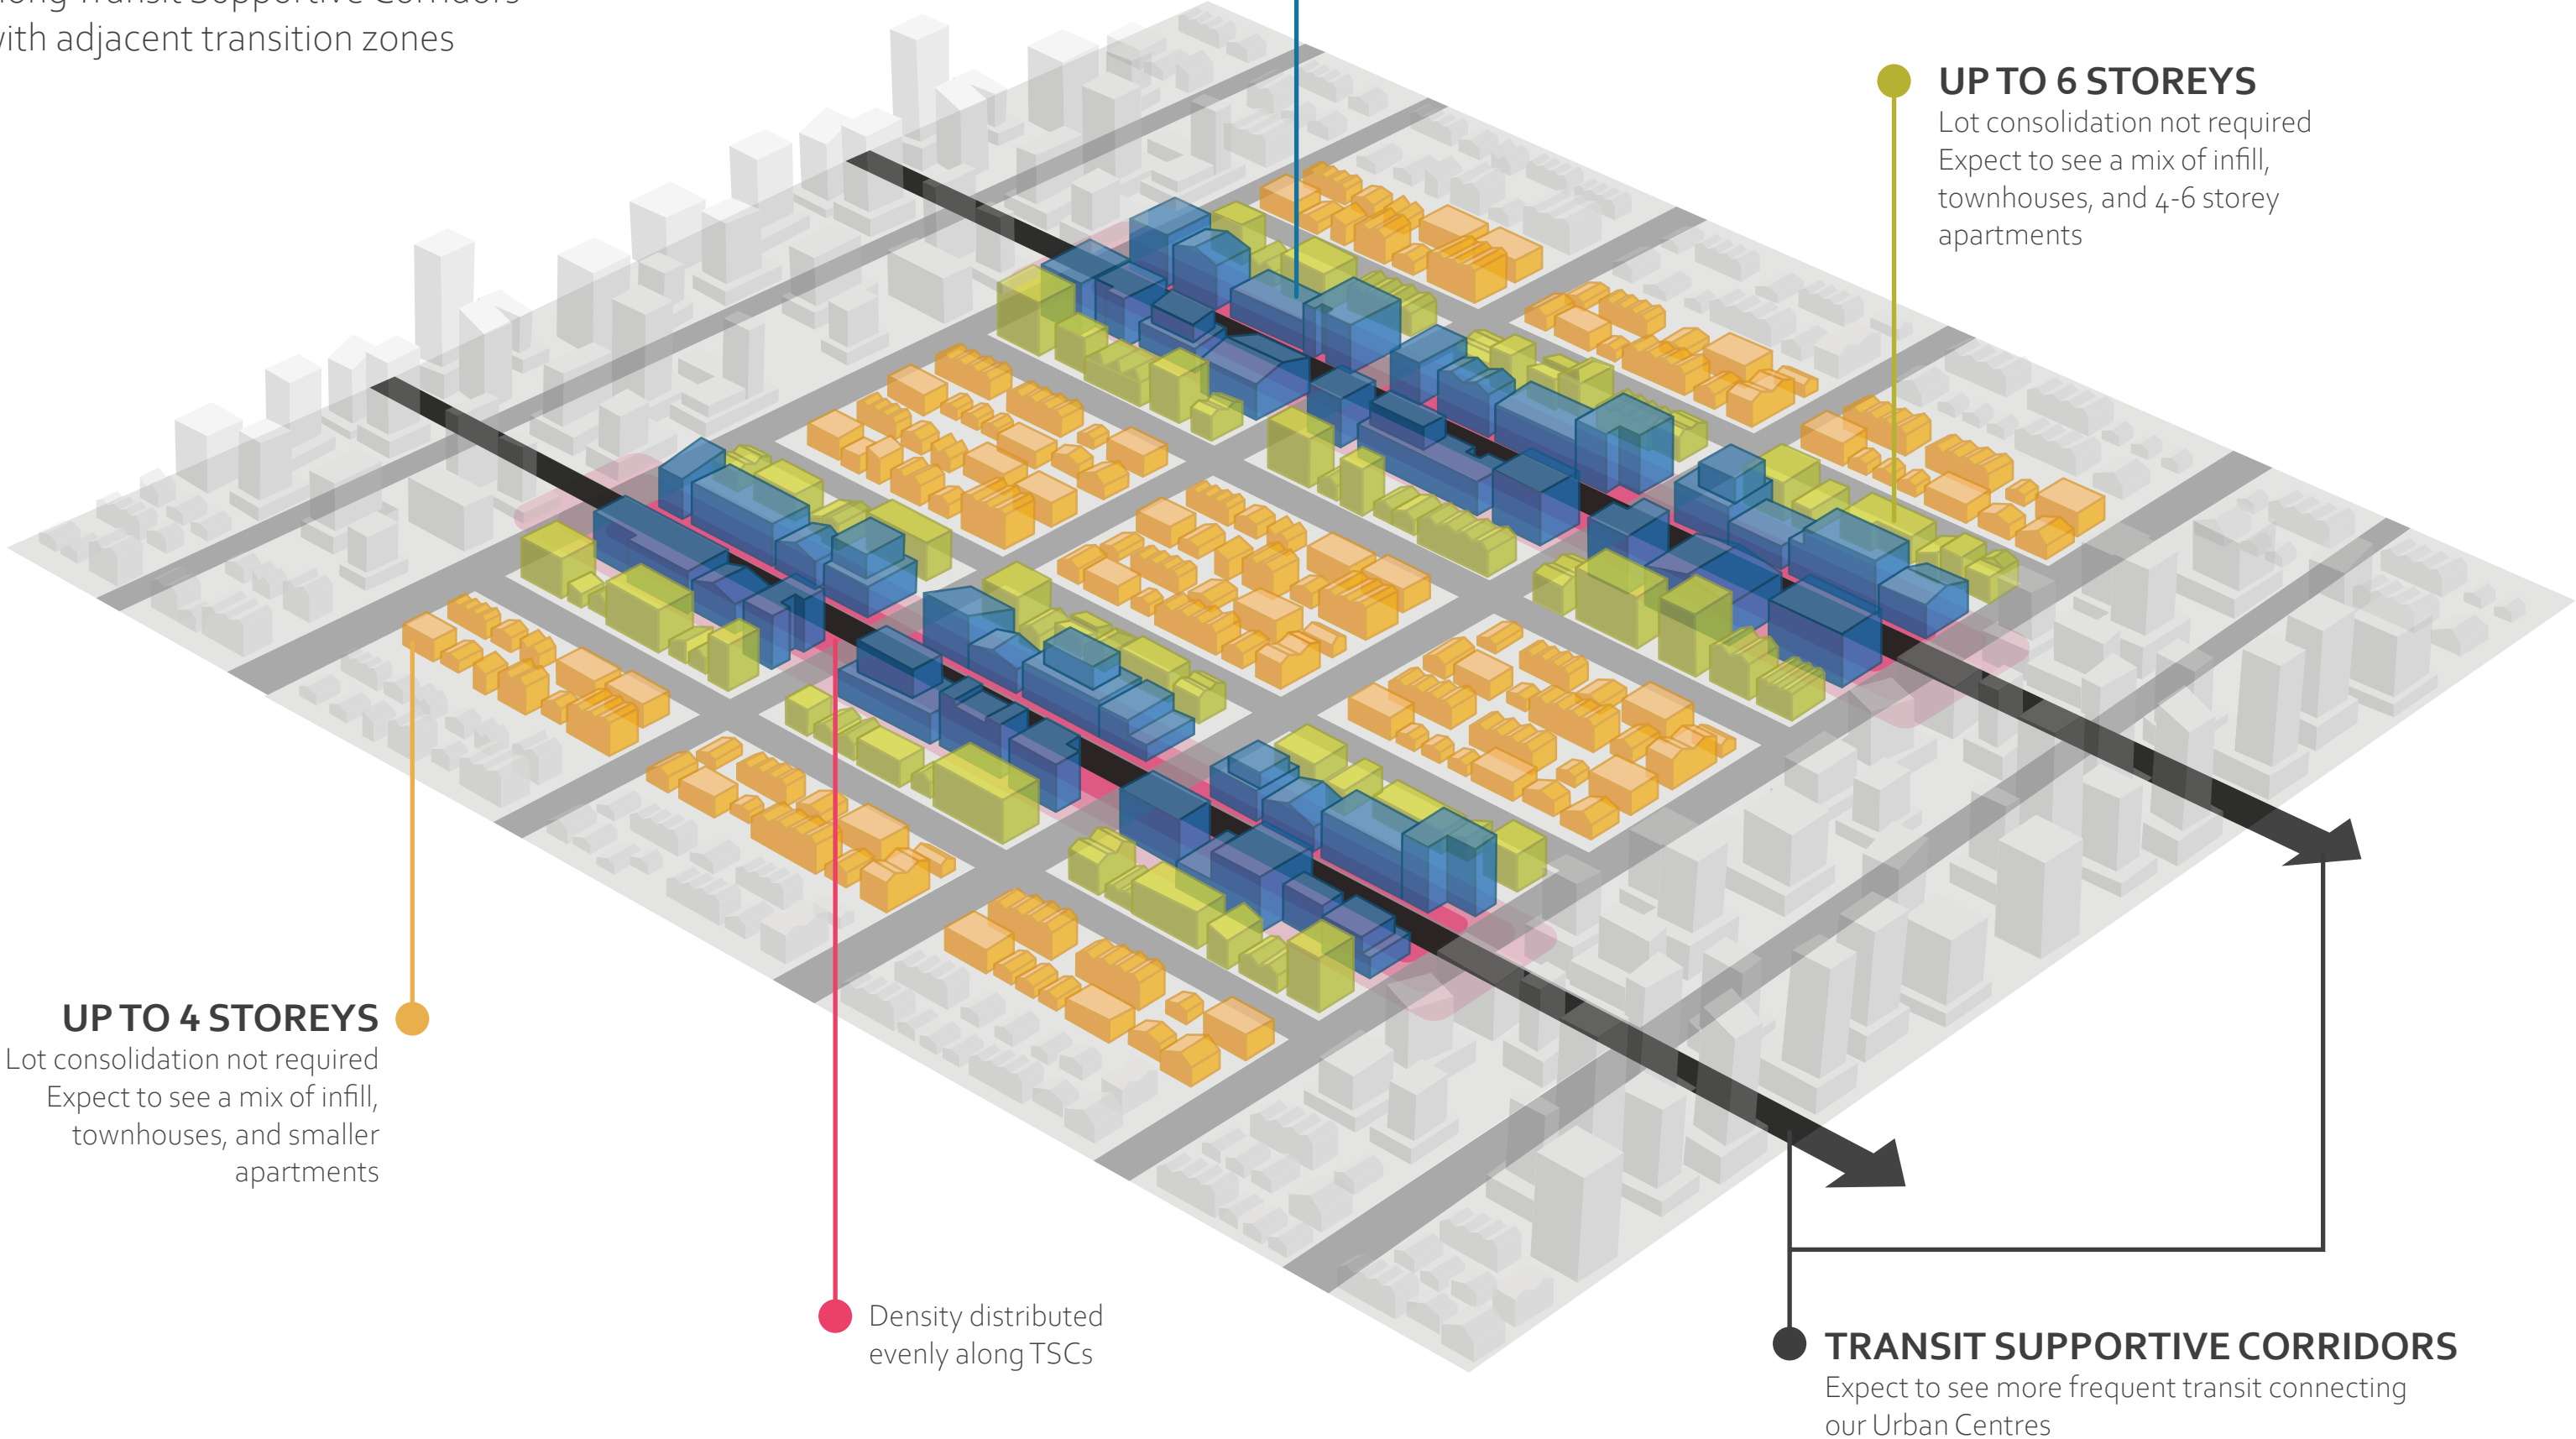 with adjacent transition zones
UP TO 6 STOREYS
Lot consolidation not required
Expect to see a mix of infill,
townhouses, and 4-6 storey
apartments
UP TO 4 STOREYS
Lot consolidation not required
Expect to see a mix of infill,
townhouses, and smaller
apartments
Density distributed
evenly along TSCs
TRANSIT SUPPORTIVE CORRIDORS
Expect to see more frequent transit connecting
our Urban Centres